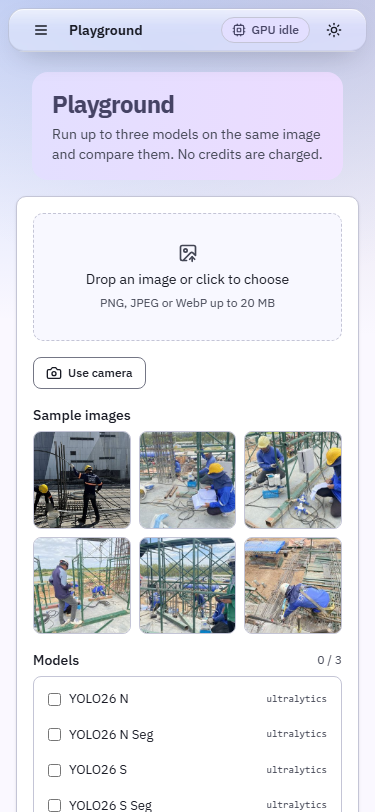 Playground
GPU idle
Playground
Run up to three models on the same image
and compare them. No credits are charged.
Drop an image or click to choose
PNG, JPEG or WebP up to 20 MB
Use camera
Sample images
Models 0 / 3
YOLO26 N ultralytics
YOLO26 N Seg ultralytics
YOLO26 S ultralytics
YOLO26 S Seg ultralytics